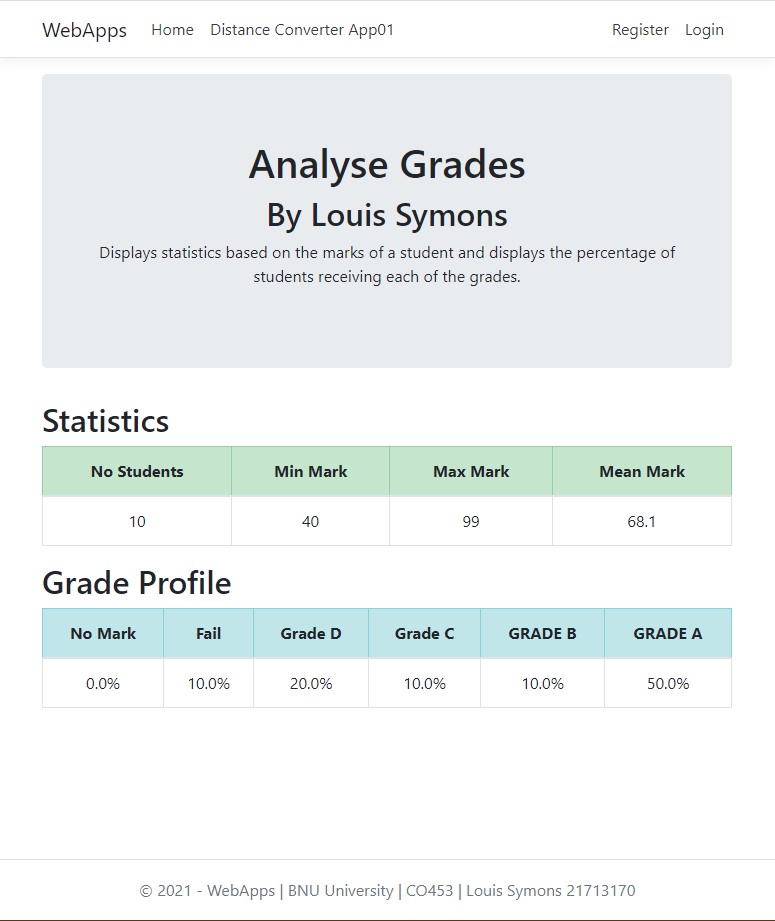 WebApps Home Distance Converter App01 Register Login
Analyse Grades
By Louis Symons
Displays statistics based on the marks of a student and displays the percentage of
students receiving each of the grades.
Statistics
No Students Min Mark Max Mark Mean Mark
10 40 99 68.1
Grade Profile
No Mark Fail Grade D Grade C GRADE B GRADE A
0.0% 10.0% 20.0% 10.0% 10.0% 50.0%
© 2021 - WebApps | BNU University | CO453 | Louis Symons 21713170